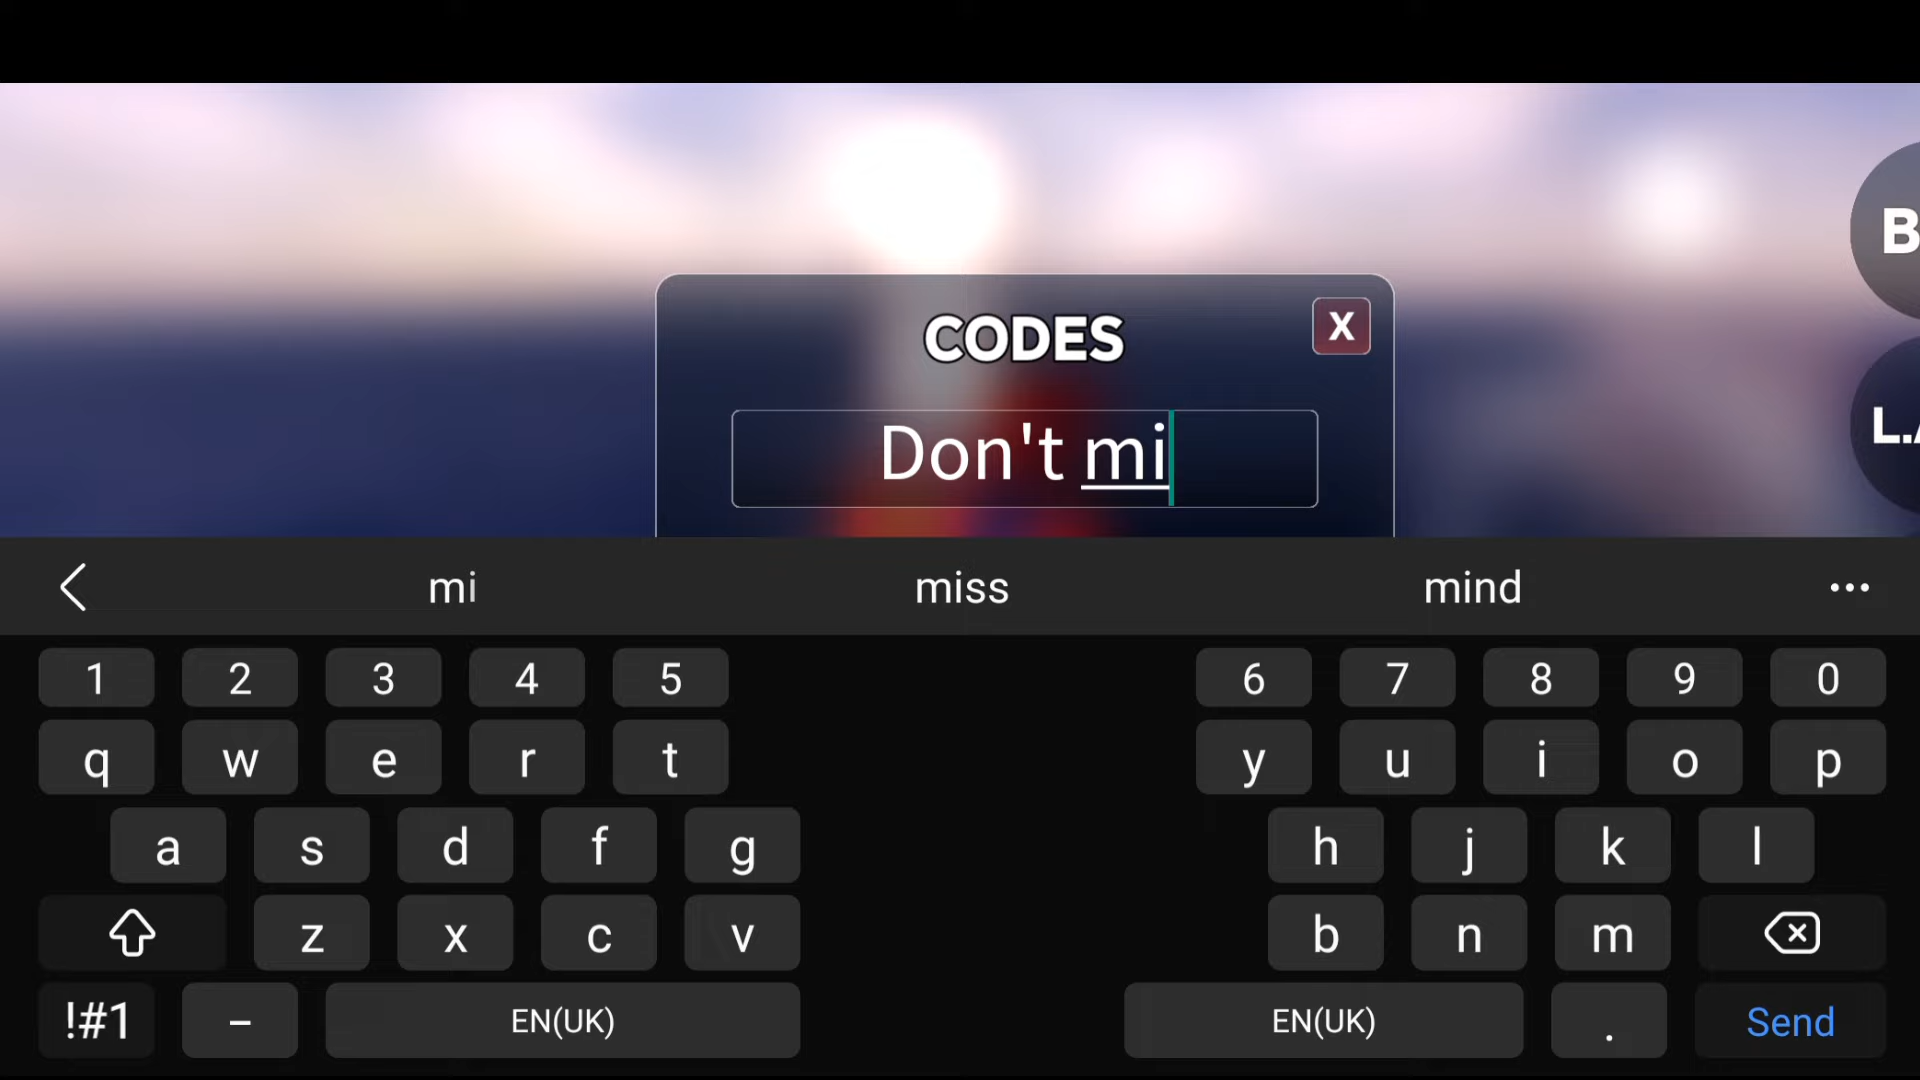 B
CODES
X
Don't mi
L.A
mi miss mind ...
1 2 3 4 5 6 7 8 9 0
q w e r t y u i o p
a s d f g h j k l
z x c v b n m
!#1 – EN(UK) EN(UK) . Send